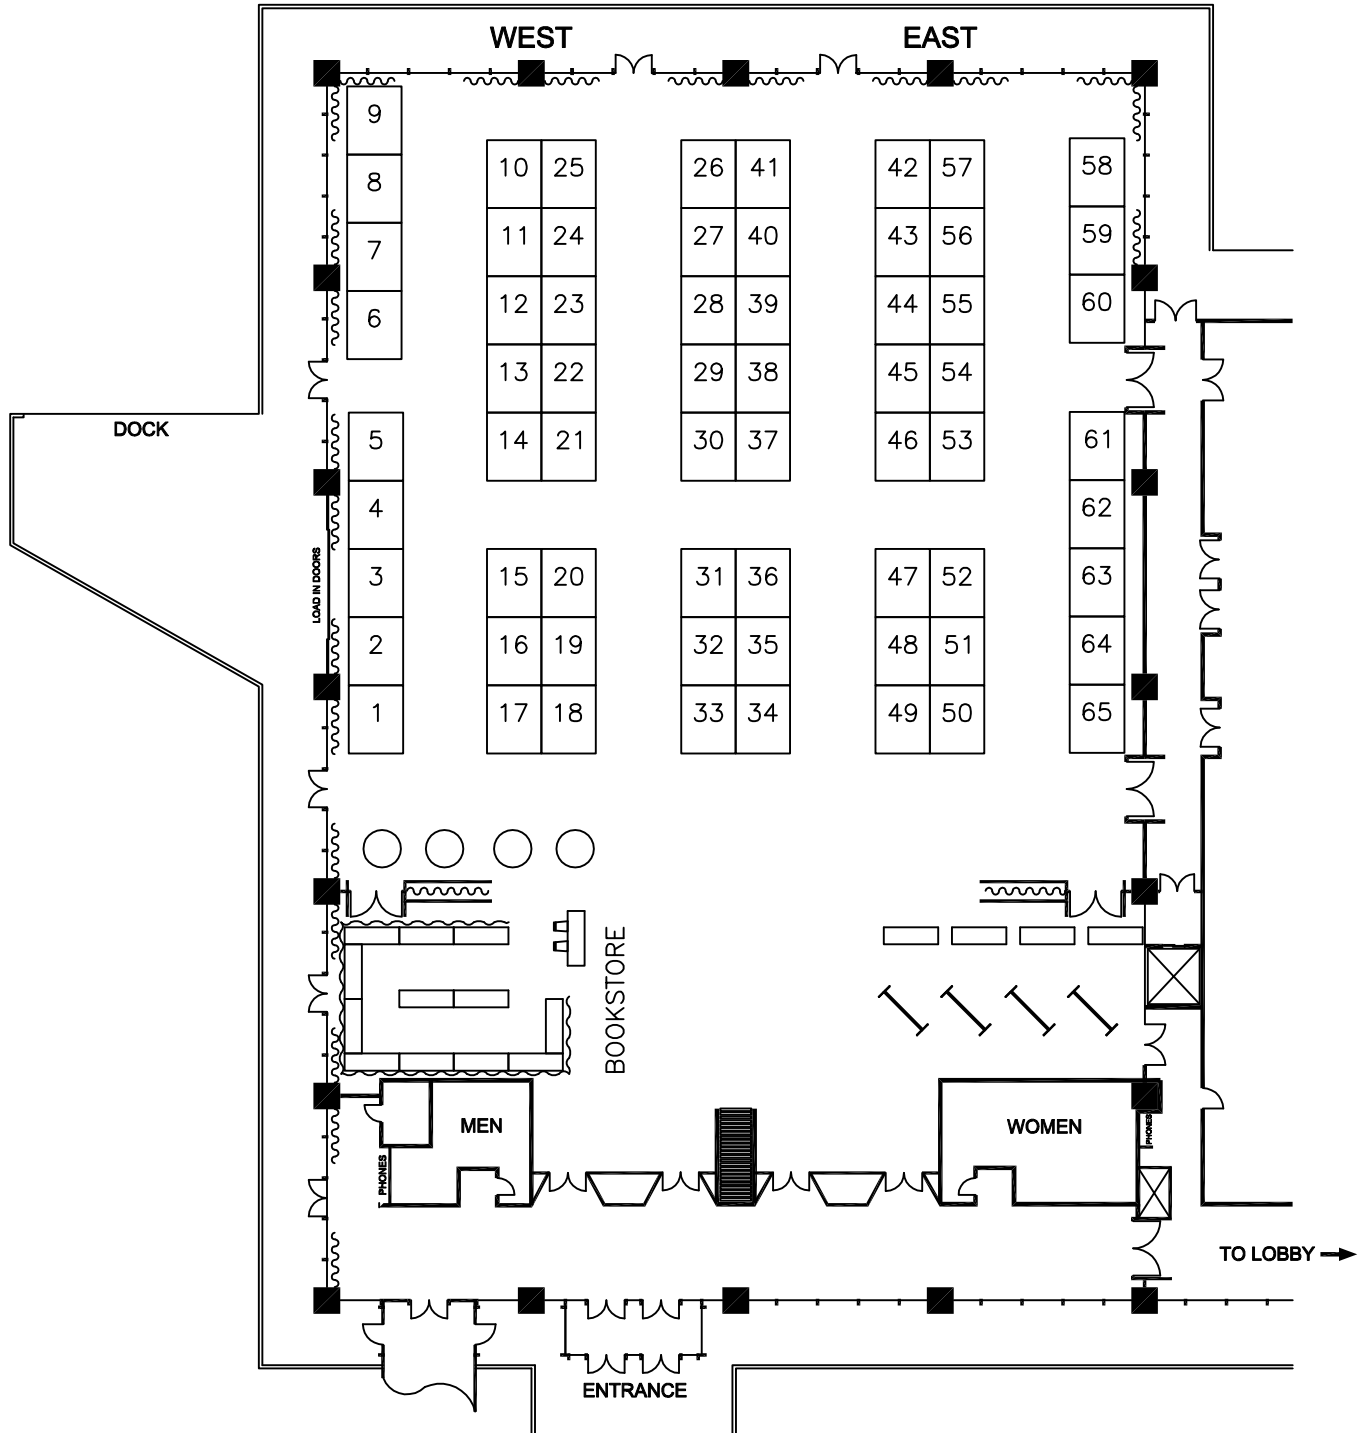 WEST EAST
9
8
7
6
10 25 26 41 42 57 58
11 24 27 40 43 56 59
12 23 28 39 44 55 60
13 22 29 38 45 54
DOCK
5 14 21 30 37 46 53 61
4 62
LOAD IN DOORS
3 15 20 31 36 47 52 63
2 16 19 32 35 48 51 64
1 17 18 33 34 49 50 65
BOOKSTORE
MEN WOMEN
PHONES
PHONES
TO LOBBY
ENTRANCE